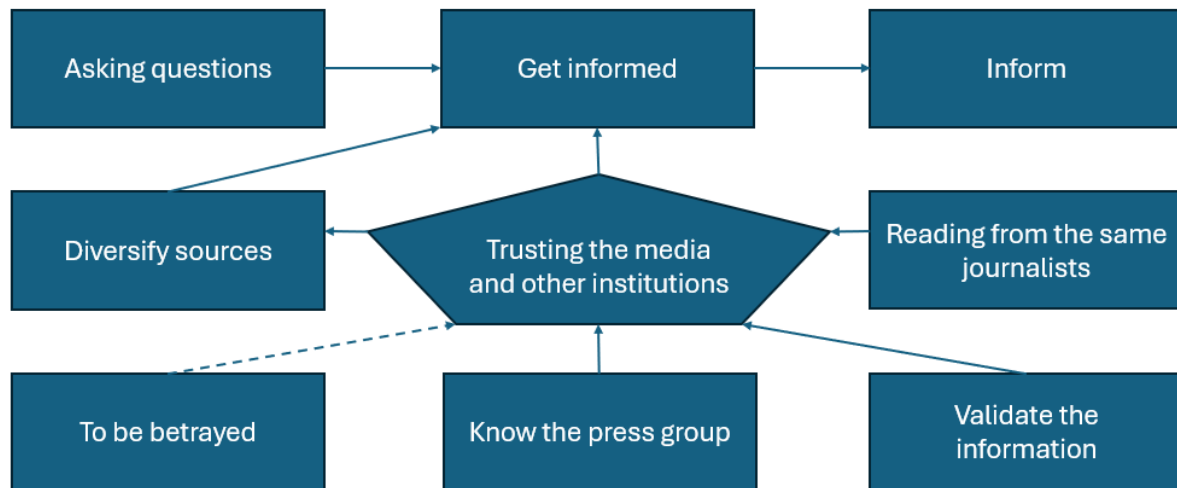 Asking questions
Get informed
Inform
Diversify sources
Trusting the media
and other institutions
Reading from the same
journalists
To be betrayed
Know the press group
Validate the
information